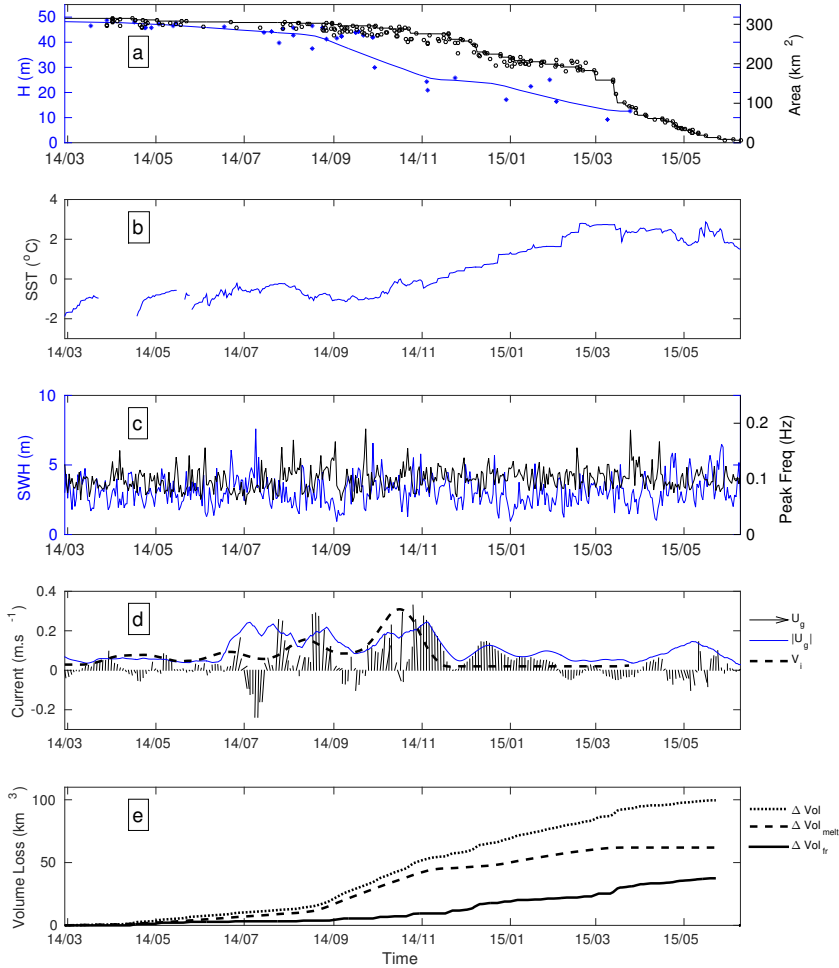 a
H (m)
Area (km 2)
50
40
30
20
10
0
300
200
100
0
14/03 14/05 14/07 14/09 14/11 15/01 15/03 15/05
b
SST (°C)
4
2
0
-2
14/03 14/05 14/07 14/09 14/11 15/01 15/03 15/05
c
SWH (m)
Peak Freq (Hz)
10
5
0
0.2
0.1
0
14/03 14/05 14/07 14/09 14/11 15/01 15/03 15/05
d
Current (m.s -1)
0.4
0.2
0
-0.2
14/03 14/05 14/07 14/09 14/11 15/01 15/03 15/05
U g
|U g|
V i
e
Volume Loss (km 3)
100
50
0
14/03 14/05 14/07 14/09 14/11 15/01 15/03 15/05
Time
Δ Vol
Δ Vol melt
Δ Vol fr